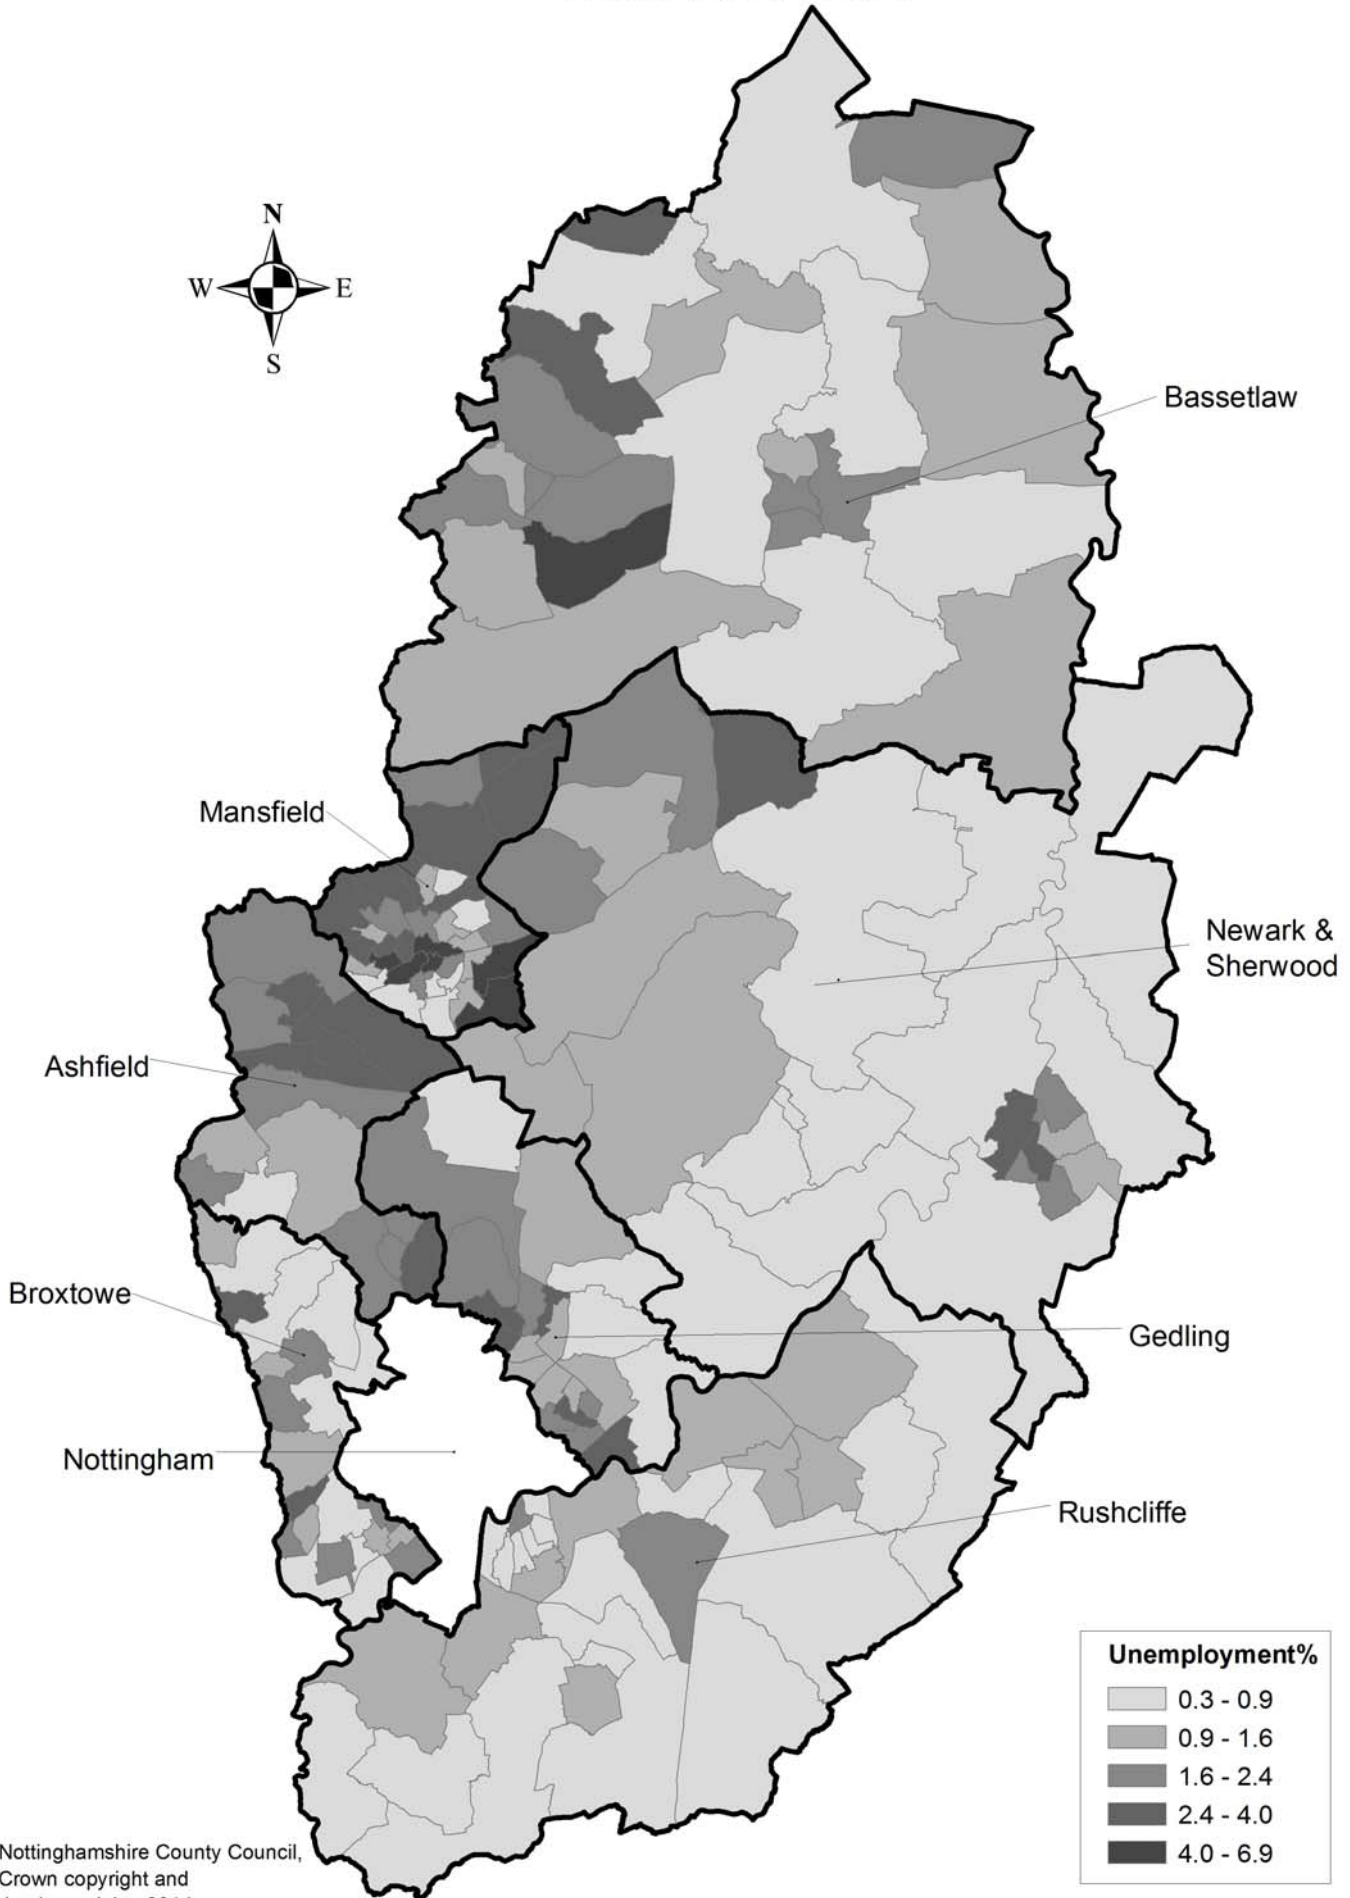 N
W E
S
Bassetlaw
Mansfield
Newark &
Sherwood
Ashfield
Broxtowe
Gedling
Nottingham
Rushcliffe
Unemployment%
0.3 - 0.9
0.9 - 1.6
1.6 - 2.4
2.4 - 4.0
4.0 - 6.9
Nottinghamshire County Council,
Crown copyright and